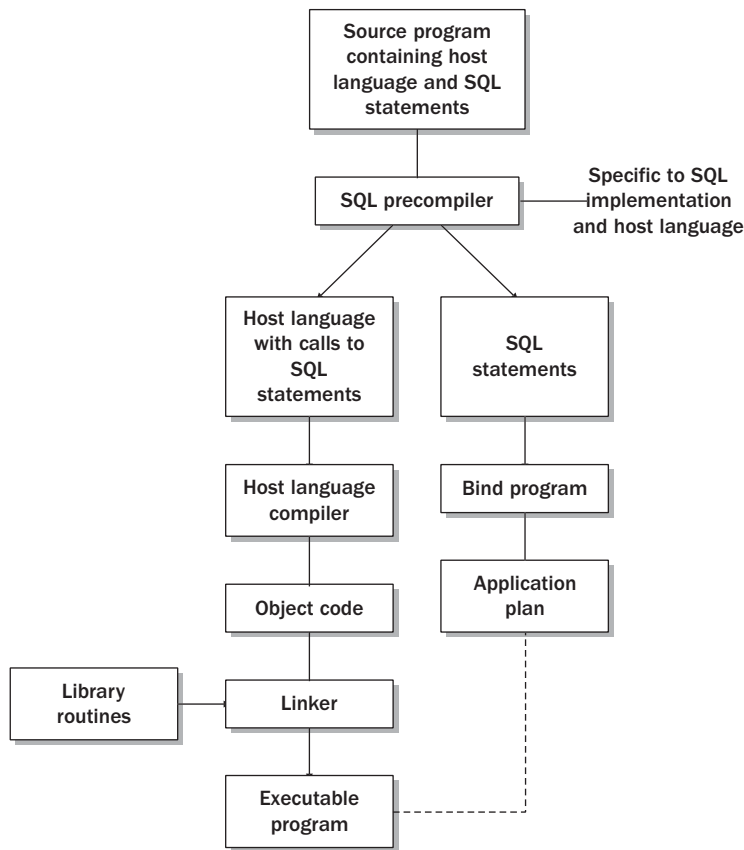 Source program
containing host
language and SQL
statements
SQL precompiler
Specific to SQL
implementation
and host language
Host language
with calls to
SQL
statements
SQL
statements
Host language
compiler
Bind program
Object code
Application
plan
Library
routines
Linker
Executable
program